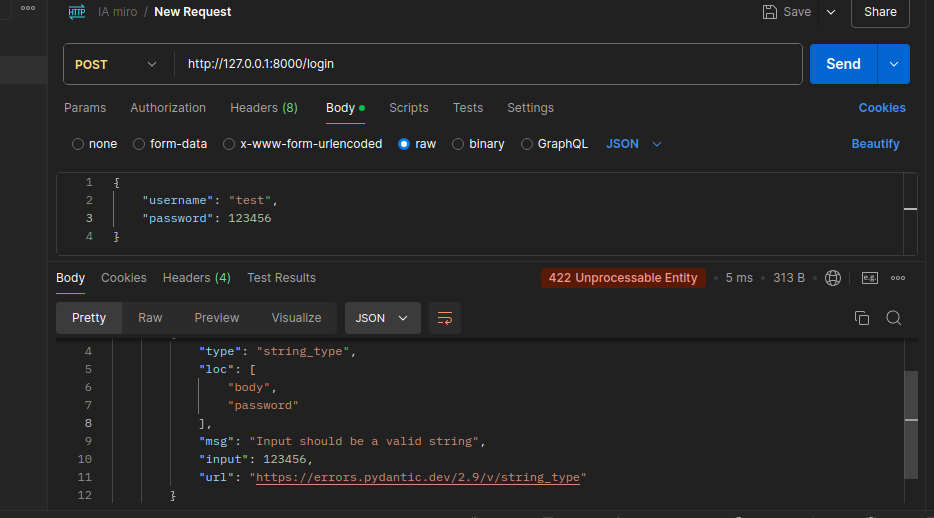 HTTP IA miro / New Request Save Share
POST http://127.0.0.1:8000/login Send
Params Authorization Headers (8) Body Scripts Tests Settings Cookies
none form-data x-www-form-urlencoded raw binary GraphQL JSON Beautify
1 {
2 "username": "test",
3 "password": 123456
4 }
Body Cookies Headers (4) Test Results 422 Unprocessable Entity 5 ms 313 B e.g.
Pretty Raw Preview Visualize JSON
4 "type": "string_type",
5 "loc": [
6 "body",
7 "password"
8 ],
9 "msg": "Input should be a valid string",
10 "input": 123456,
11 "url": "https://errors.pydantic.dev/2.9/v/string_type"
12 }